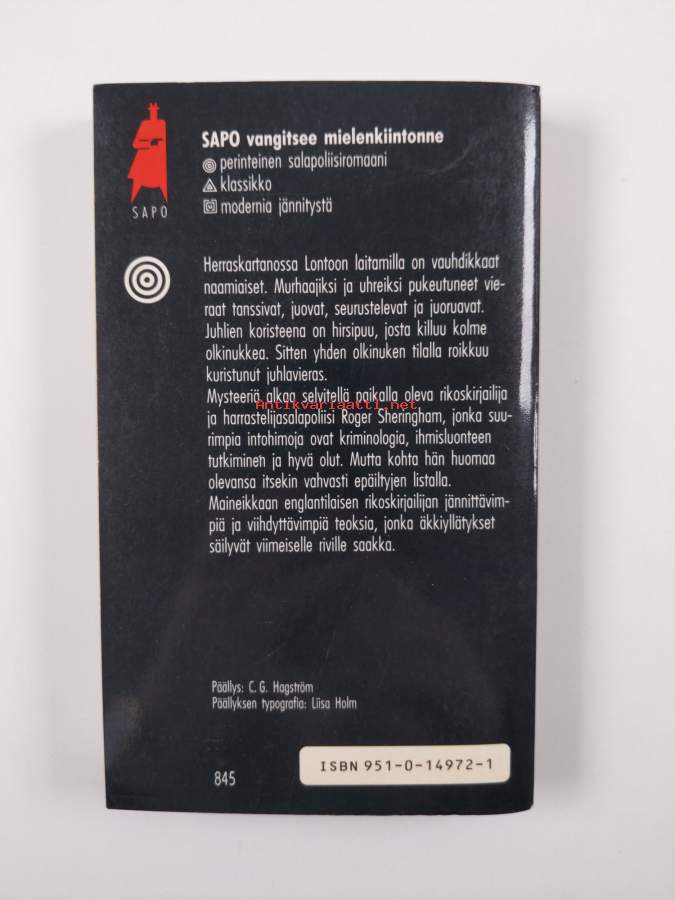 SAPO vangitsee mielenkiintonne
perinteinen salapoliisiromaani
klassikko
modernia jännitystä
SAPO
Herraskartanossa Lontoon laitamilla on vauhdikkaat
naamiaiset. Murhaajiksi ja uhreiksi pukeutuneet vie-
raat tanssivat, juovat, seurustelevat ja juoruavat.
Juhlien koristeena on hirsipuu, josta killuu kolme
olkinukkea. Sitten yhden olkinuken tilalla roikkuu
kuristunut juhlavieras.
Mysteeriä alkaa selvitellä paikalla oleva rikoskirjailija
Antikvariaatti.net
ja harrastelijasalapoliisi Roger Sheringham, jonka suu-
rimpia intohimoja ovat kriminologia, ihmisluonteen
tutkiminen ja hyvä olut. Mutta kohta hän huomaa
olevansa itsekin vahvasti epäiltyjen listalla.
Maineikkaan englantilaisen rikoskirjailijan jännittävim-
piä ja viihdyttävimpiä teoksia, jonka äkkiyllätykset
säilyvät viimeiselle riville saakka.
Päällys: C. G. Hagström
Päällyksen typografia: Liisa Holm
845
ISBN 951-0-14972-1